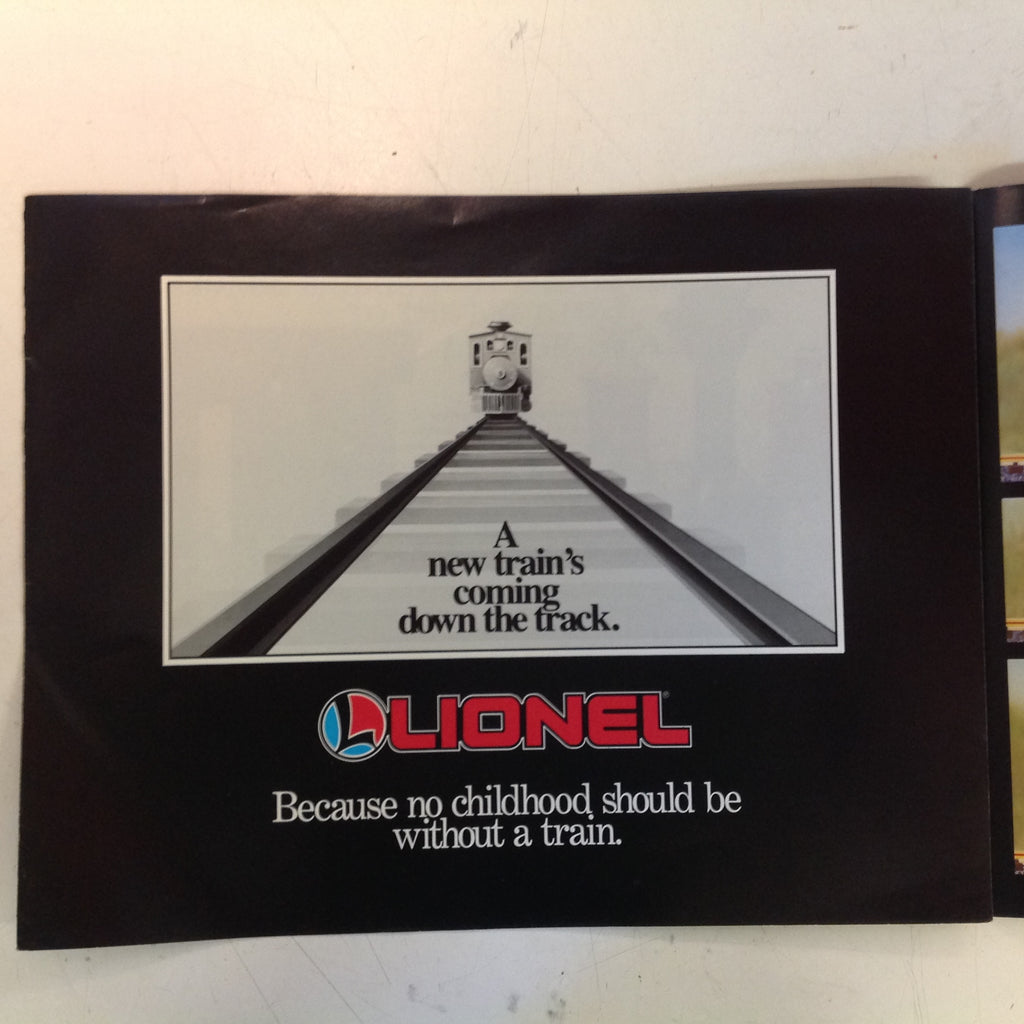 A
new train's
coming
down the track.
LIONEL®
Because no childhood should be
without a train.